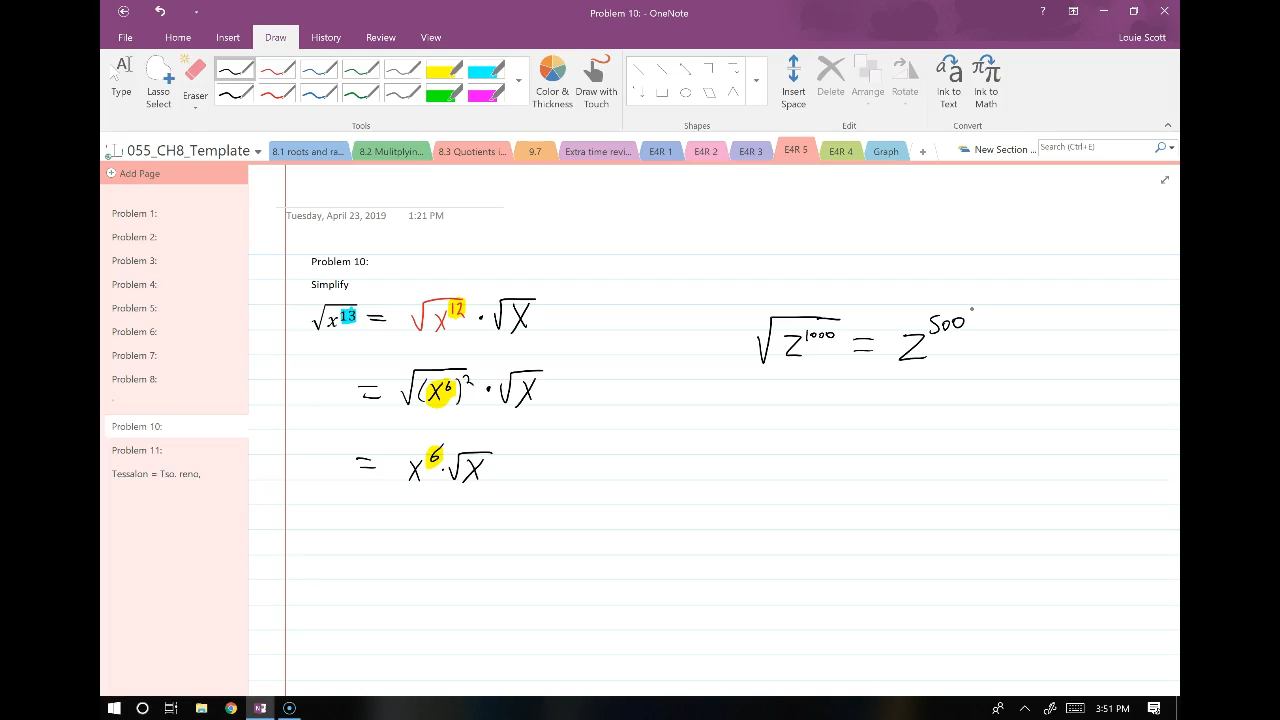 Problem 10: - OneNote
?
File Home Insert Draw History Review View Louie Scott
Type Lasso Select Eraser Color & Thickness Draw with Touch Insert Space Delete Arrange Rotate Ink to Text Ink to Math
Tools Shapes Edit Convert
055_CH8_Template 8.1 roots and ra... 8.2 Mulitolyin... 8.3 Quotients i... 9.7 Extra time revi... E4R 1 E4R 2 E4R 3 E4R 5 E4R 4 Graph + New Section ... Search (Ctrl+E)
Add Page
Problem 1:
Problem 2:
Problem 3:
Problem 4:
Problem 5:
Problem 6:
Problem 7:
Problem 8:
Problem 10:
Problem 11:
Tessalon = Tso. reno,
Tuesday, April 23, 2019 1:21 PM
Problem 10:
Simplify
√x¹³ = √x¹² · √x
= √(x⁶)² · √x
= x⁶ · √x
√z¹⁰⁰⁰ = z⁵⁰⁰
3:51 PM